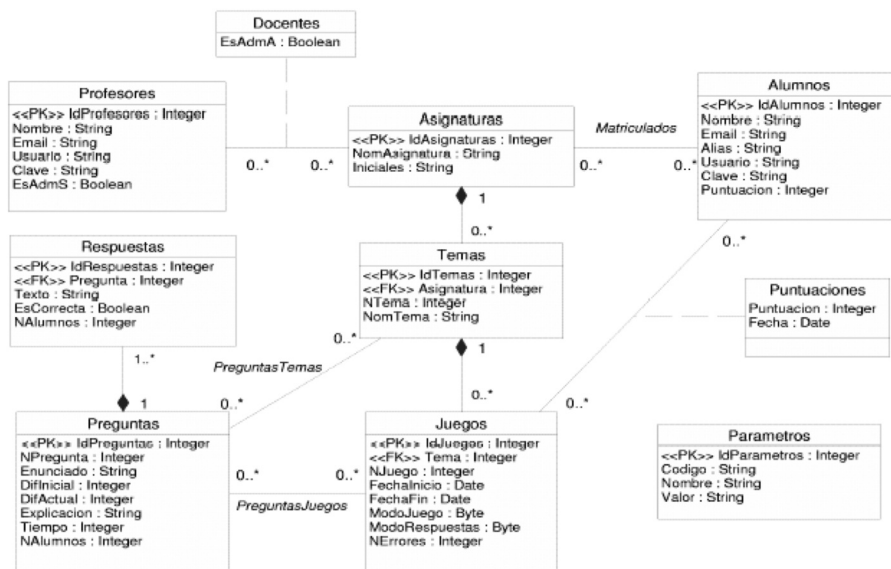 Docentes
EsAdmA : Boolean
Profesores
<<PK>> IdProfesores : Integer
Nombre : String
Email : String
Usuario : String
Clave : String
EsAdmS : Boolean
0..*
0..*
Asignaturas
<<PK>> IdAsignaturas : Integer
NomAsignatura : String
Iniciales : String
Matriculados
0..*
0..*
Alumnos
<<PK>> IdAlumnos : Integer
Nombre : String
Email : String
Alias : String
Usuario : String
Clave : String
Puntuacion : Integer
1
0..*
0..*
Respuestas
<<PK>> IdRespuestas : Integer
<<FK>> Pregunta : Integer
Texto : String
EsCorrecta : Boolean
NAlumnos : Integer
Temas
<<PK>> IdTemas : Integer
<<FK>> Asignatura : Integer
NTema : Integer
NomTema : String
Puntuaciones
Puntuacion : Integer
Fecha : Date
0..*
1..*
PreguntasTemas
1
1
0..*
0..*
0..*
Preguntas
<<PK>> IdPreguntas : Integer
NPregunta : Integer
Enunciado : String
DifInicial : Integer
DifActual : Integer
Explicacion : String
Tiempo : Integer
NAlumnos : Integer
0..*
0..*
PreguntasJuegos
Juegos
<<PK>> IdJuegos : Integer
<<FK>> Tema : Integer
NJuego : Integer
FechaInicio : Date
FechaFin : Date
ModoJuego : Byte
ModoRespuestas : Byte
NErrores : Integer
Parametros
<<PK>> IdParametros : Integer
Codigo : String
Nombre : String
Valor : String